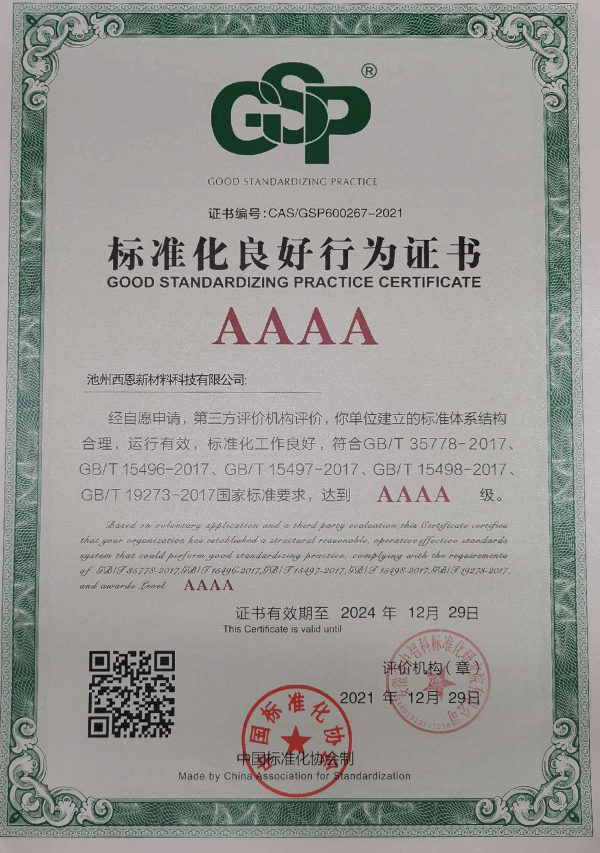 GSP®
GOOD STANDARDIZING PRACTICE
证书编号:CAS/GSP600267-2021
标准化良好行为证书
GOOD STANDARDIZING PRACTICE CERTIFICATE
AAAA
池州西恩新材料科技有限公司:
经自愿申请，第三方评价机构评价，你单位建立的标准体系结构
合理，运行有效，标准化工作良好，符合GB/T 35778-2017、
GB/T 15496-2017、GB/T 15497-2017、GB/T 15498-2017、
GB/T 19273-2017国家标准要求，达到 AAAA 级。
Based on voluntary application and a third party evaluation,this Certificate certifies
that your organization has established a structural reasonable, operative effective standards
system that could perform good standardizing practice, complying with the requirements
of GB/T 35778-2017,GB/T 15496-2017,GB/T 15497-2017,GB/T 15498-2017,GB/T 19273-2017,
and awards Level AAAA
证书有效期至 2024 年 12月 29日
This Certificate is valid until
评价机构（章）
2021 年 12月 29日
中国标准化协会
中国标准化协会制
Made by China Association for Standardization